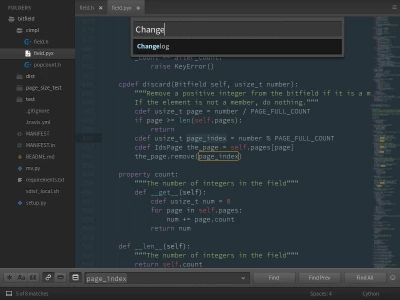 FOLDERS
bitfield
cimpl
field.h
field.pyx
popcount.h
dist
page_size_test
test
.gitignore
.travis.yml
MANIFEST
MANIFEST.in
README.md
rev.py
requirements.txt
sdist_local.sh
setup.py
field.h
field.pyx
Change
Changelog
_count += after_count.
raise KeyError()
cpdef discard(Bitfield self, usize_t number):
"""Remove a positive integer from the bitfield if it is a m
If the element is not a member, do nothing."""
cdef usize_t page = number / PAGE_FULL_COUNT
if page >= len(self.pages):
return
cdef usize_t page_index = number % PAGE_FULL_COUNT
cdef IdsPage the_page = self.pages[page]
the_page.remove(page_index)
property count:
"""The number of integers in the field"""
def __get__(self):
cdef usize_t num = 0
for page in self.pages:
num += page.count
return num
def __len__(self):
"""The number of integers in the field"""
return self.count
.* Aa
page_index
Find
Find Prev
Find All
5 of 8 matches
Spaces: 4
Cython